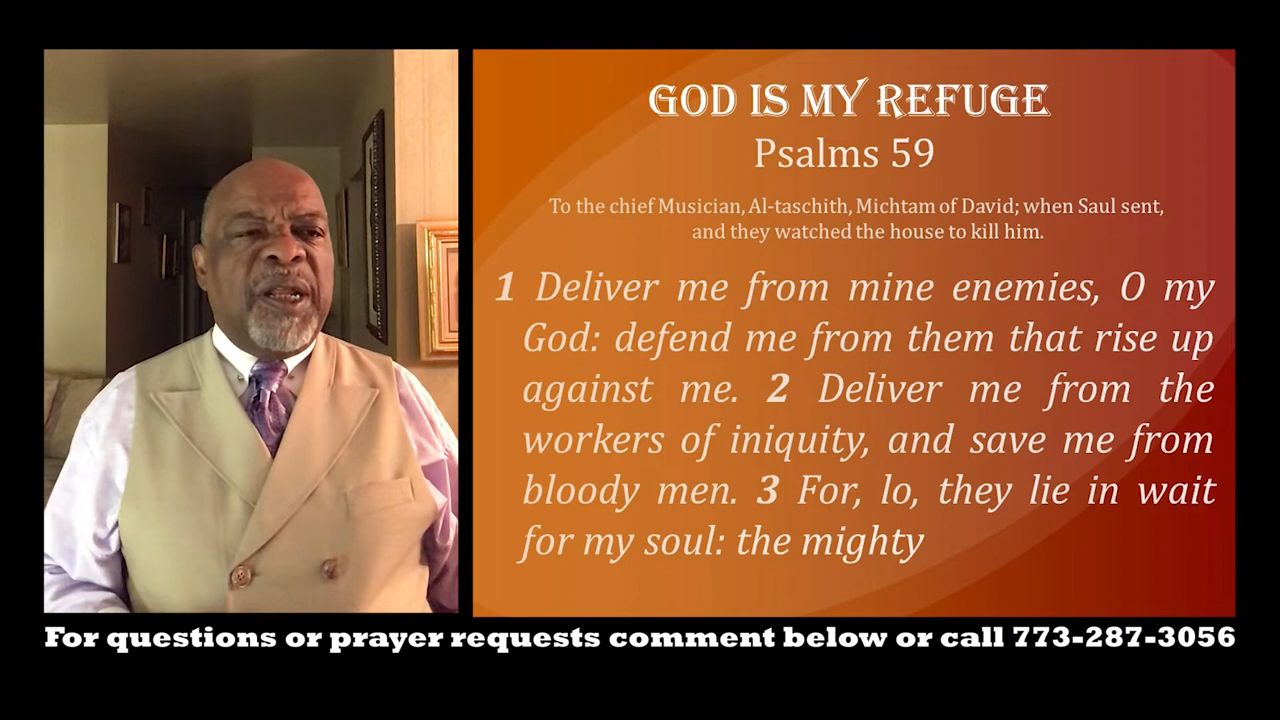 GOD IS MY REFUGE
Psalms 59
To the chief Musician, Al-taschith, Michtam of David; when Saul sent,
and they watched the house to kill him.
1 Deliver me from mine enemies, O my
God: defend me from them that rise up
against me. 2 Deliver me from the
workers of iniquity, and save me from
bloody men. 3 For, lo, they lie in wait
for my soul: the mighty
For questions or prayer requests comment below or call 773-287-3056